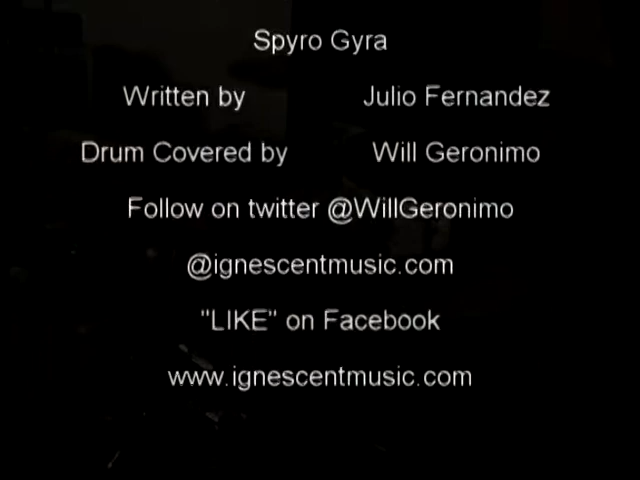 Spyro Gyra
Written by Julio Fernandez
Drum Covered by Will Geronimo
Follow on twitter @WillGeronimo
@ignescentmusic.com
"LIKE" on Facebook
www.ignescentmusic.com